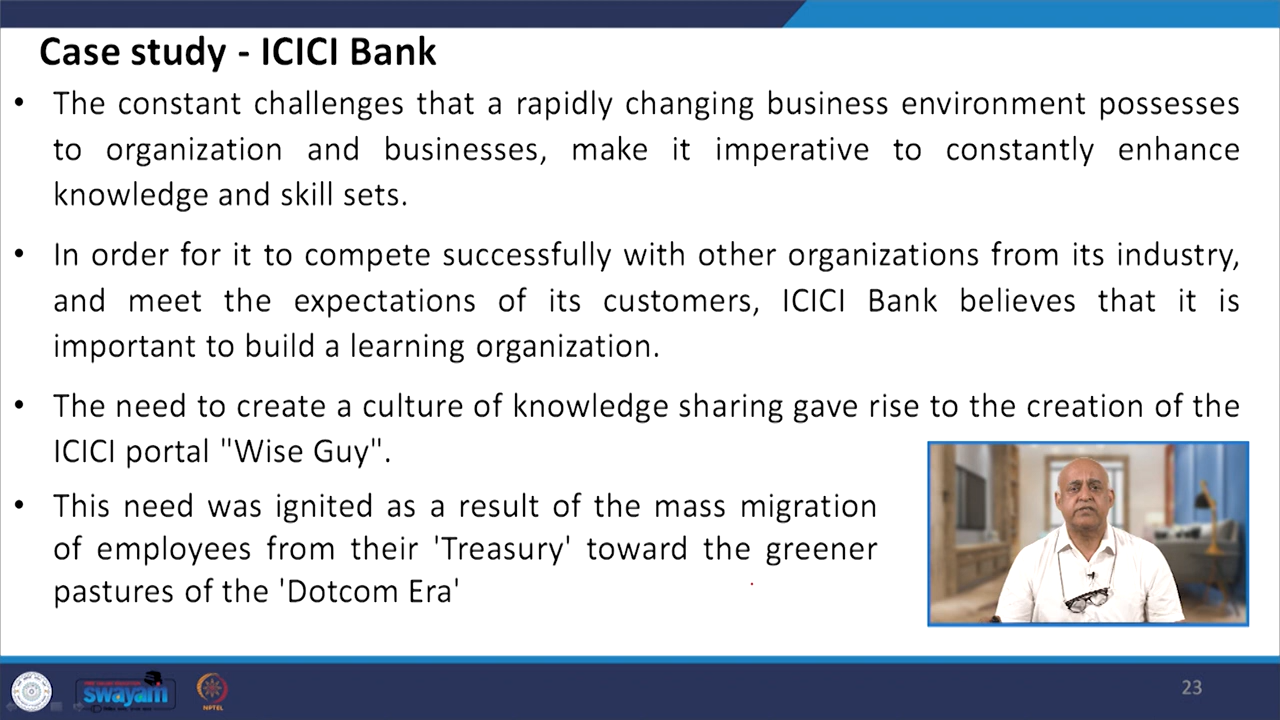 Case study - ICICI Bank
• The constant challenges that a rapidly changing business environment possesses
to organization and businesses, make it imperative to constantly enhance
knowledge and skill sets.
• In order for it to compete successfully with other organizations from its industry,
and meet the expectations of its customers, ICICI Bank believes that it is
important to build a learning organization.
• The need to create a culture of knowledge sharing gave rise to the creation of the
ICICI portal "Wise Guy".
• This need was ignited as a result of the mass migration
of employees from their 'Treasury' toward the greener
pastures of the 'Dotcom Era'
swayam
NPTEL
23